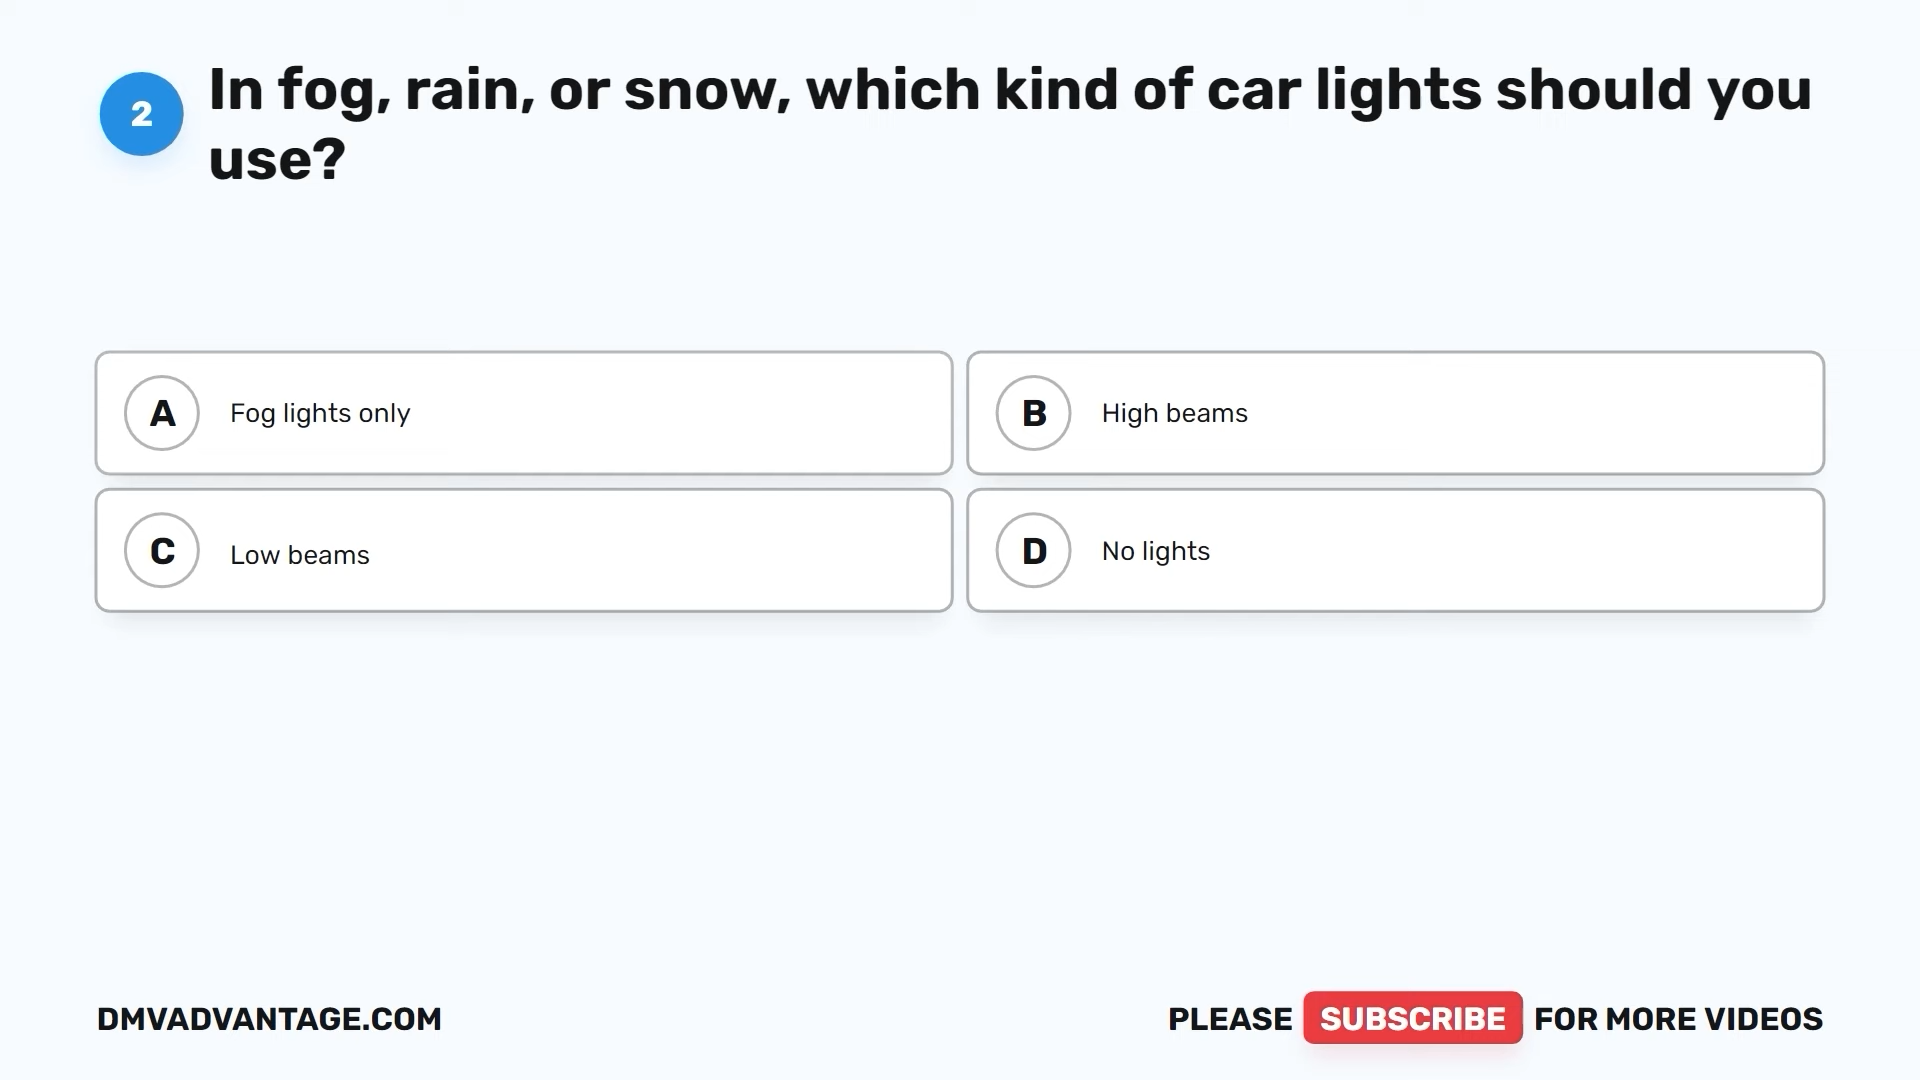 2
In fog, rain, or snow, which kind of car lights should you
use?
A Fog lights only
B High beams
C Low beams
D No lights
DMVADVANTAGE.COM
PLEASE SUBSCRIBE FOR MORE VIDEOS